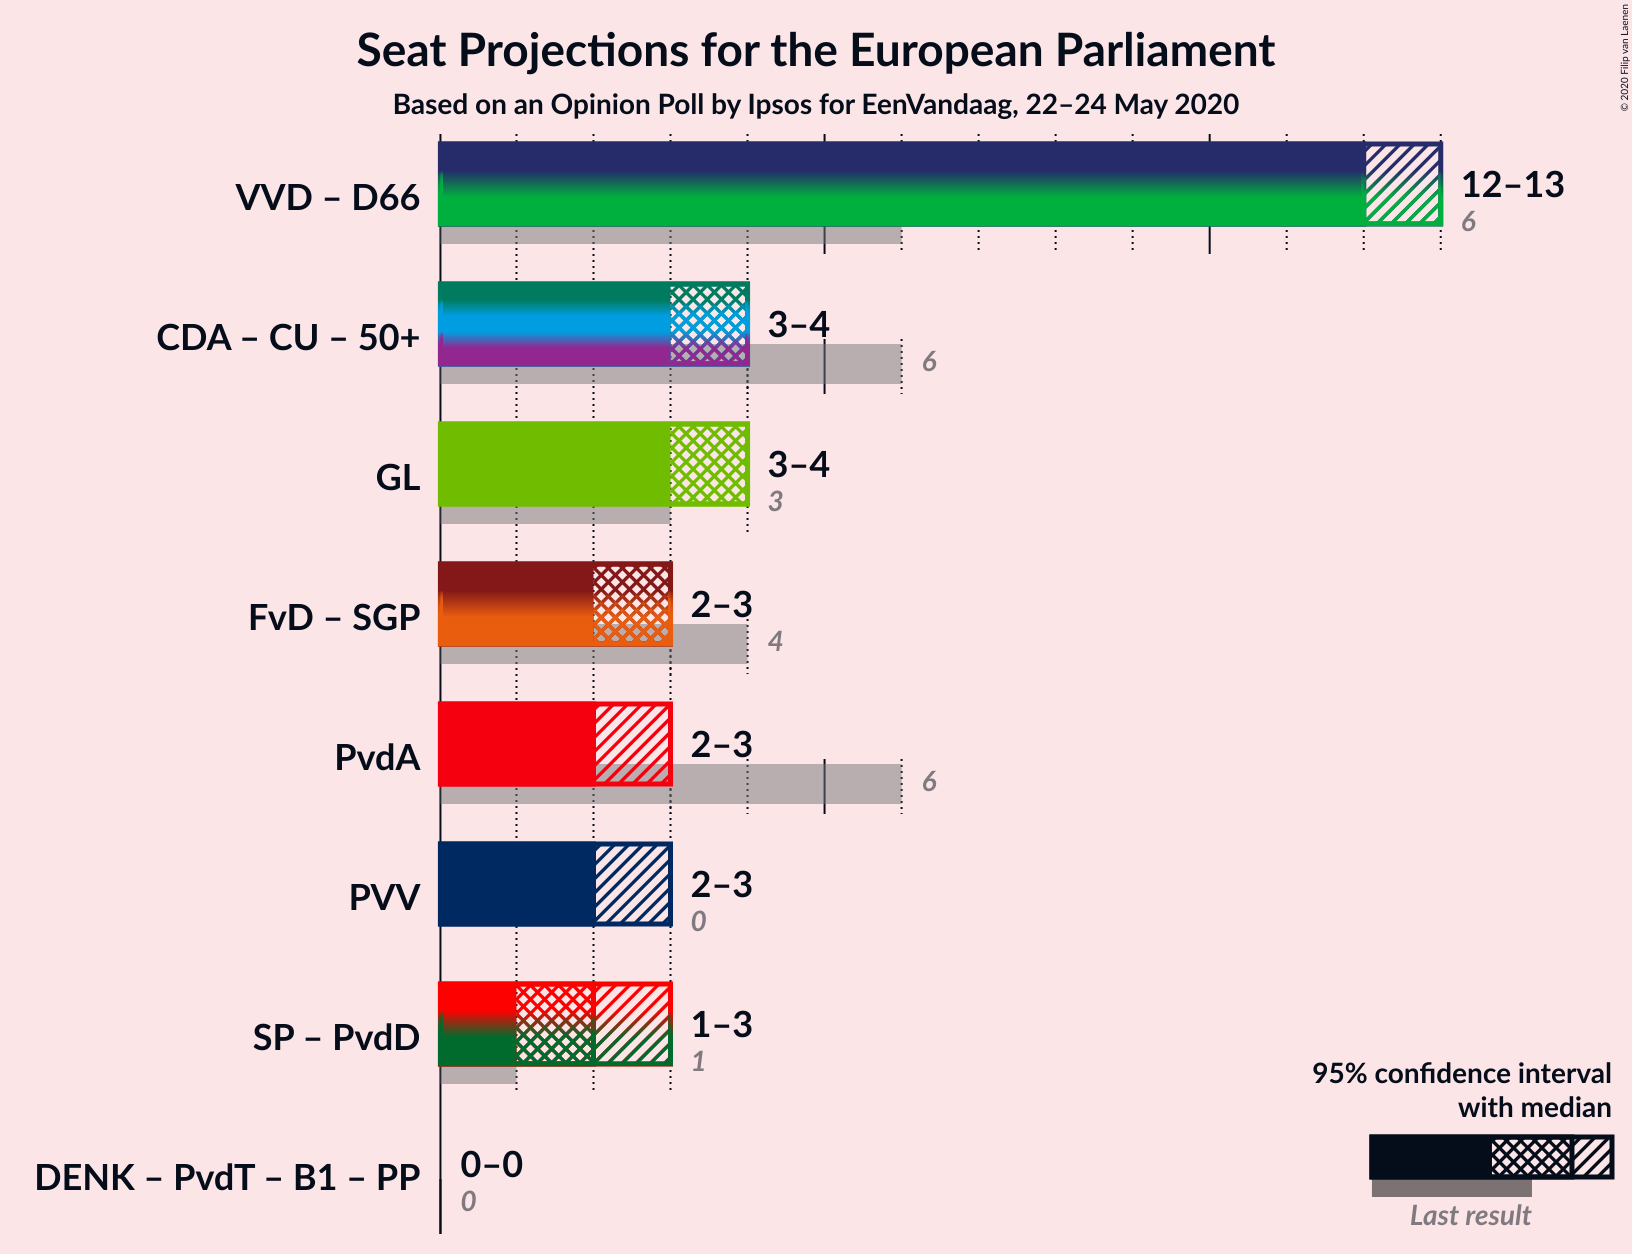 Seat Projections for the European Parliament
Based on an Opinion Poll by Ipsos for EenVandaag, 22–24 May 2020
© 2020 Filip van Laenen
VVD – D66
12–13
6
CDA – CU – 50+
3–4
6
GL
3–4
3
FvD – SGP
2–3
4
PvdA
2–3
6
PVV
2–3
0
SP – PvdD
1–3
1
DENK – PvdT – B1 – PP
0–0
0
95% confidence interval
with median
Last result